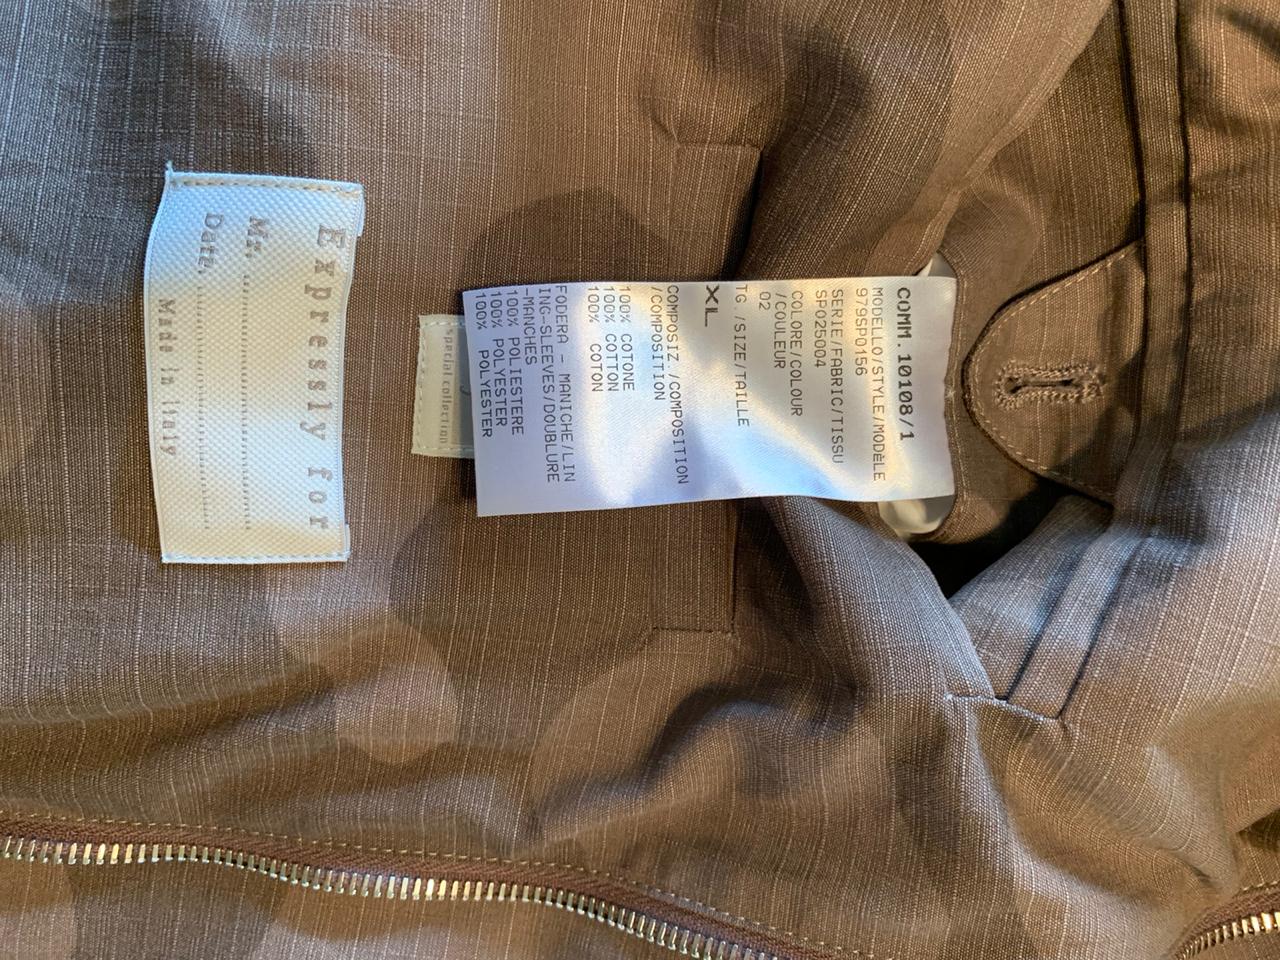 Expressly for
Mr. ........................
Date. ........................
Made in Italy
COMM.10108/1
MODELLO/STYLE/MODÈLE
979SP0156
SERIE/FABRIC/TISSU
SP025004
COLORE/COLOUR
/COULEUR
02
TG /SIZE/TAILLE
XL
COMPOSIZ/COMPOSITION
/COMPOSITION
100% COTONE
100% COTTON
100% COTON
FODERA - MANICHE/LIN
ING-SLEEVES/DOUBLURE
-MANCHES
100% POLIESTERE
100% POLYESTER
100% POLYESTER
special collection